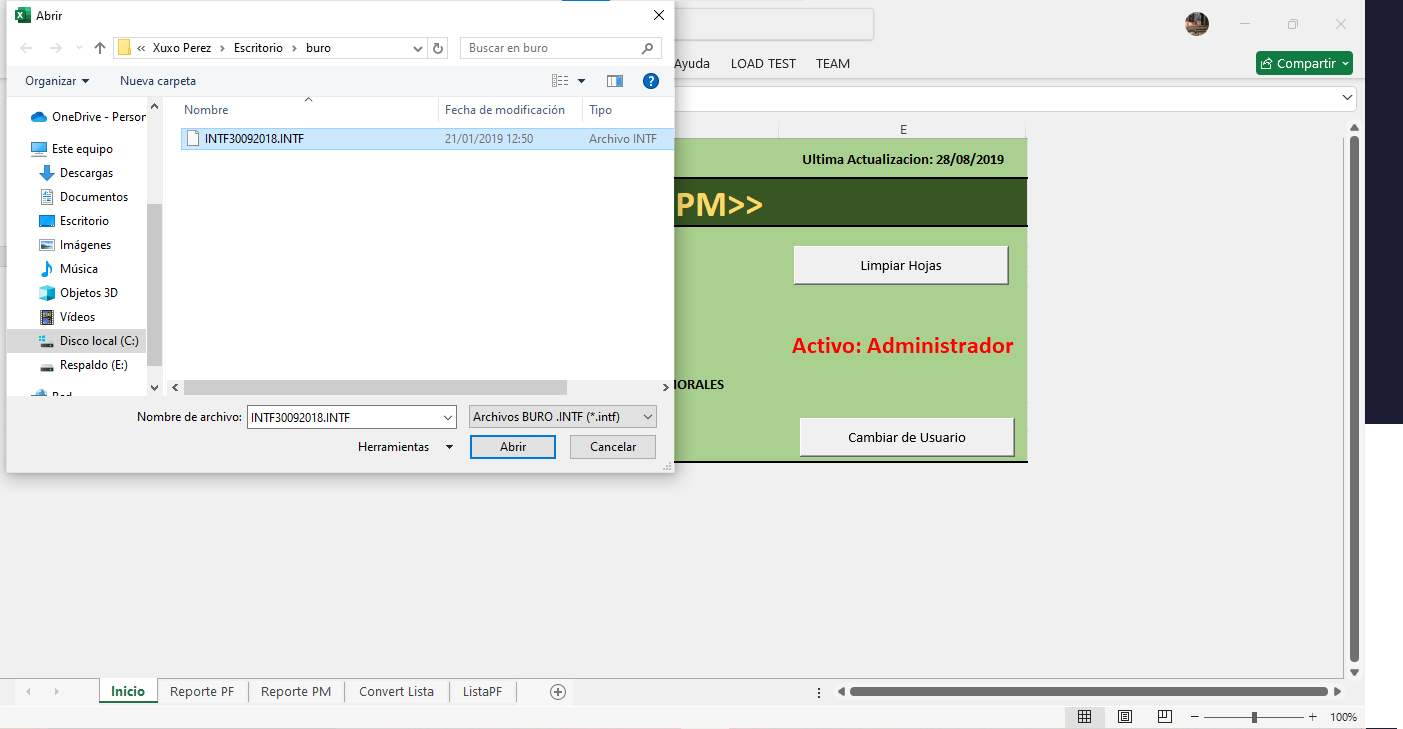 Abrir
« Xuxo Perez › Escritorio › buro
Buscar en buro
Organizar
Nueva carpeta
Nombre
Fecha de modificación
Tipo
OneDrive - Person
Este equipo
Descargas
Documentos
Escritorio
Imágenes
Música
Objetos 3D
Vídeos
Disco local (C:)
Respaldo (E:)
Red
INTF30092018.INTF
21/01/2019 12:50
Archivo INTF
Nombre de archivo:
INTF30092018.INTF
Archivos BURO .INTF (*.intf)
Herramientas
Abrir
Cancelar
Ayuda
LOAD TEST
TEAM
Compartir
E
Ultima Actualizacion: 28/08/2019
PM>>
Limpiar Hojas
Activo: Administrador
MORALES
Cambiar de Usuario
Inicio
Reporte PF
Reporte PM
Convert Lista
ListaPF
100%